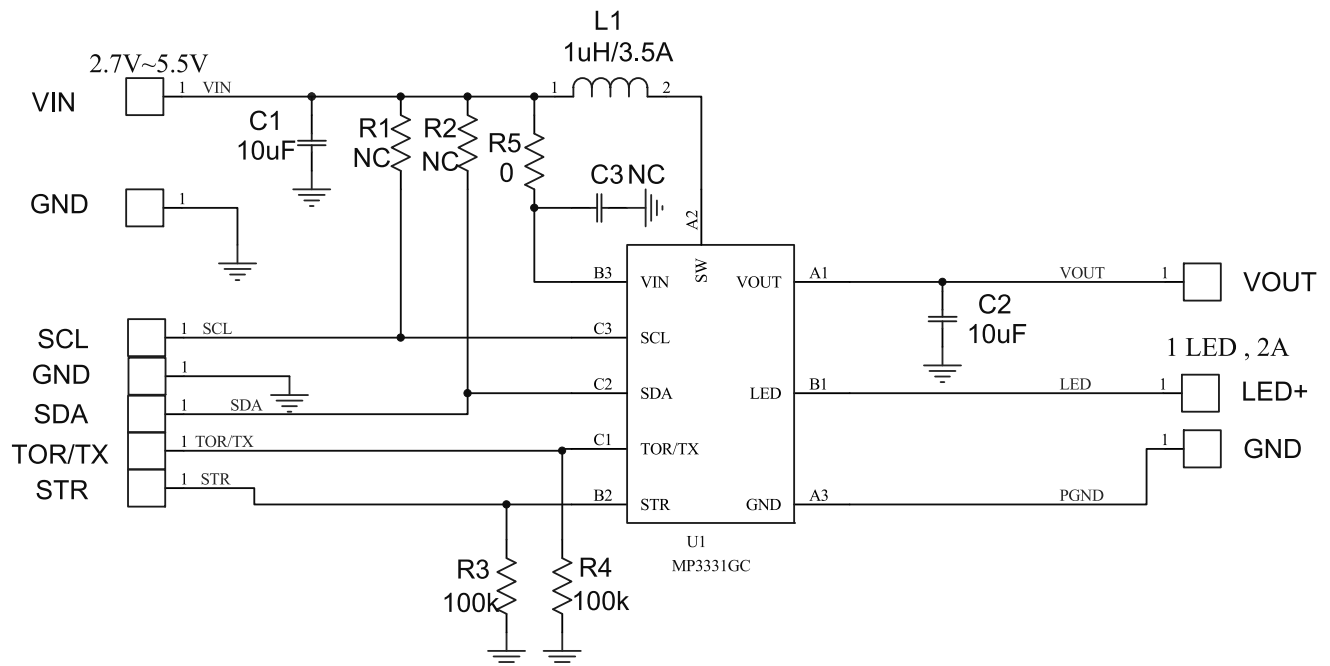 L1
1uH/3.5A
2.7V~5.5V
VIN
1
VIN
1
2
C1
10uF
R1
NC
R2
NC
R5
0
C3 NC
GND
1
A2
B3
VIN
SW
VOUT
A1
VOUT
1
VOUT
C2
10uF
SCL
1
SCL
C3
SCL
1 LED , 2A
GND
1
SDA
1
SDA
C2
SDA
LED
B1
LED
1
LED+
TOR/TX
1
TOR/TX
C1
TOR/TX
1
GND
STR
1
STR
B2
STR
GND
A3
PGND
U1
MP3331GC
R3
100k
R4
100k